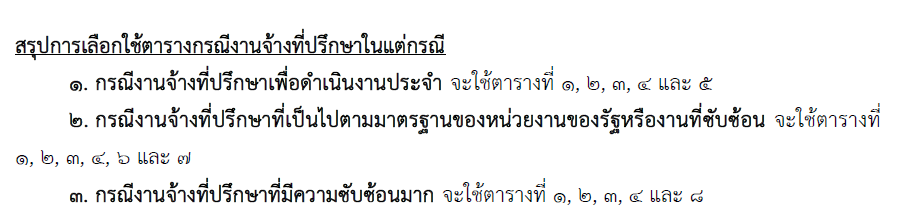 สรุปการเลือกใช้ตารางกรณีงานจ้างที่ปรึกษาในแต่กรณี
๑. กรณีงานจ้างที่ปรึกษาเพื่อดำเนินงานประจำ จะใช้ตารางที่ ๑, ๒, ๓, ๔ และ ๕
๒. กรณีงานจ้างที่ปรึกษาที่เป็นไปตามมาตรฐานของหน่วยงานของรัฐหรืองานที่ซับซ้อน จะใช้ตารางที่
๑, ๒, ๓, ๔, ๖ และ ๗
๓. กรณีงานจ้างที่ปรึกษาที่มีความซับซ้อนมาก จะใช้ตารางที่ ๑, ๒, ๓, ๔ และ ๘